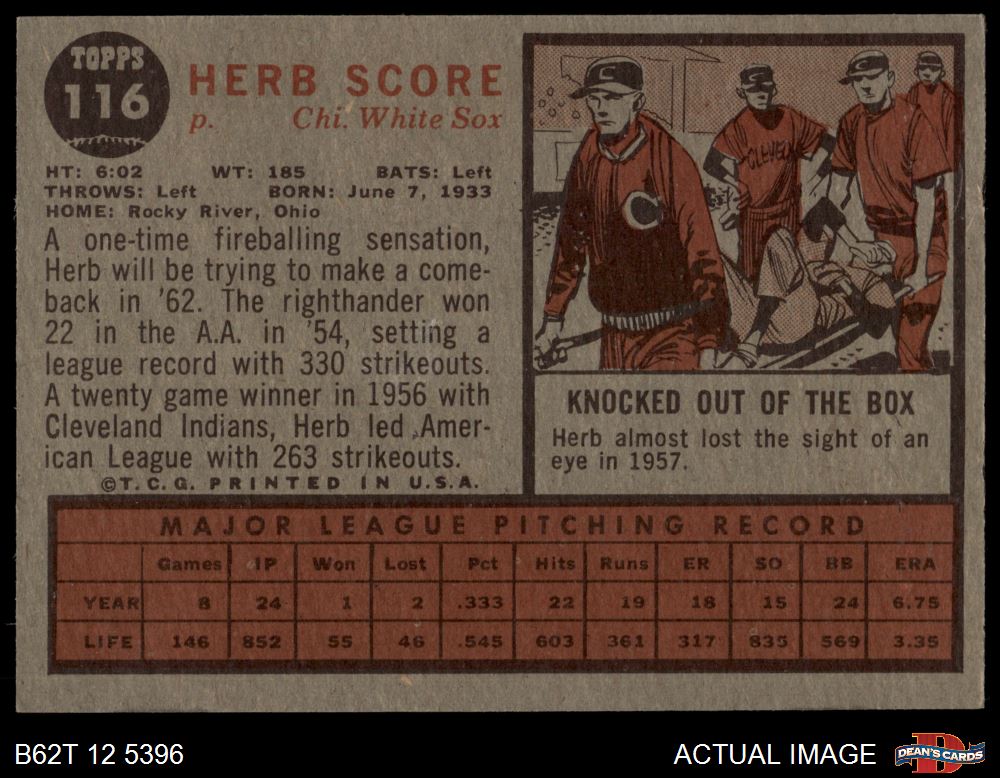 TOPPS
116
HERB SCORE
p. Chi. White Sox
HT: 6:02 WT: 185 BATS: Left
THROWS: Left BORN: June 7, 1933
HOME: Rocky River, Ohio
A one-time fireballing sensation,
Herb will be trying to make a come-
back in '62. The righthander won
22 in the A.A. in '54, setting a
league record with 330 strikeouts.
A twenty game winner in 1956 with
Cleveland Indians, Herb led Amer-
ican League with 263 strikeouts.
©T.C.G. PRINTED IN U.S.A.
C
C
CLEVELAN
KNOCKED OUT OF THE BOX
Herb almost lost the sight of an
eye in 1957.
MAJOR LEAGUE PITCHING RECORD
Games IP Won Lost Pct Hits Runs ER SO BB ERA
YEAR 8 24 1 2 .333 22 19 18 15 24 6.75
LIFE 146 852 55 46 .545 603 361 317 835 569 3.35
B62T 12 5396
ACTUAL IMAGE
D
DEAN'S CARDS